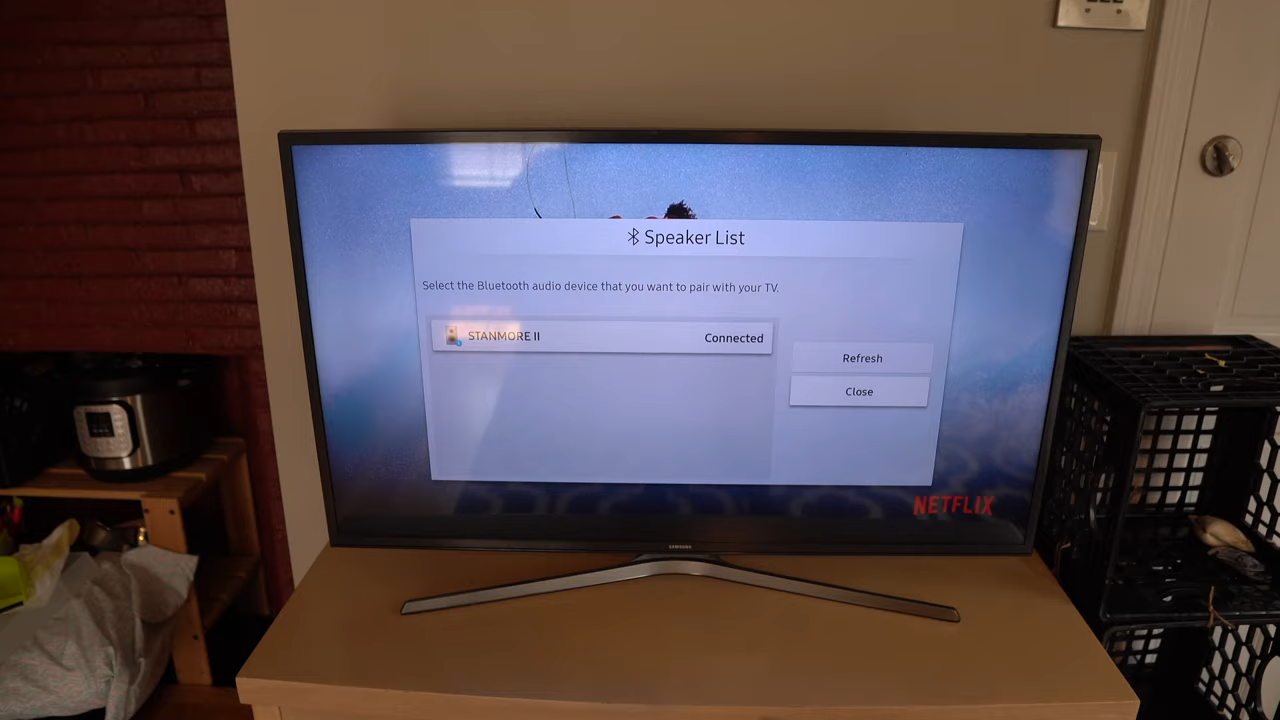 Speaker List
Select the Bluetooth audio device that you want to pair with your TV.
STANMORE II
Connected
Refresh
Close
NETFLIX
SAMSUNG